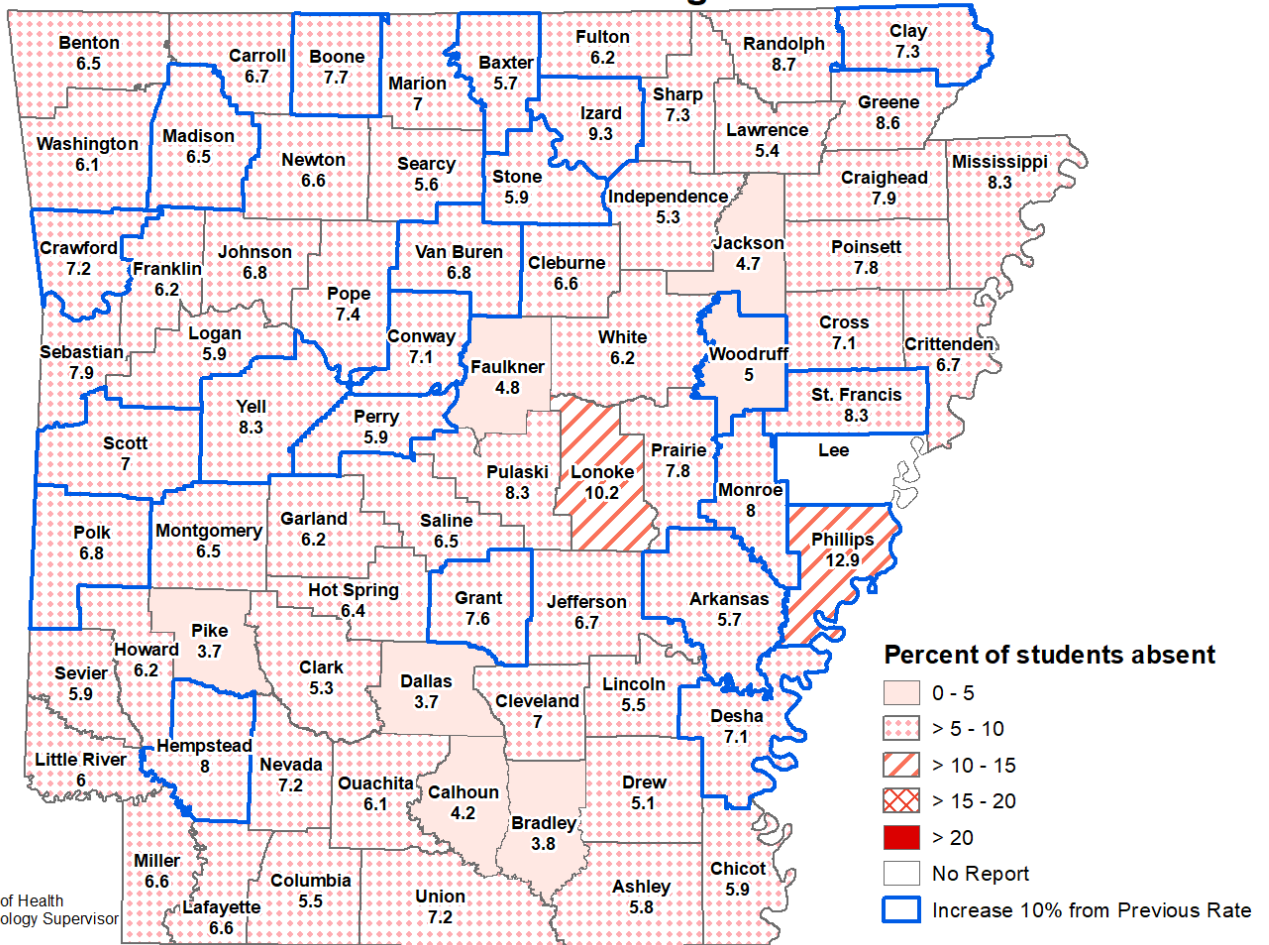 Benton
6.5
Carroll
6.7
Boone
7.7
Marion
7
Baxter
5.7
Fulton
6.2
Randolph
8.7
Clay
7.3
Izard
9.3
Sharp
7.3
Greene
8.6
Lawrence
5.4
Washington
6.1
Madison
6.5
Newton
6.6
Searcy
5.6
Stone
5.9
Independence
5.3
Craighead
7.9
Mississippi
8.3
Crawford
7.2
Franklin
6.2
Johnson
6.8
Pope
7.4
Van Buren
6.8
Cleburne
6.6
Jackson
4.7
Poinsett
7.8
Sebastian
7.9
Logan
5.9
Conway
7.1
Faulkner
4.8
White
6.2
Woodruff
5
Cross
7.1
Crittenden
6.7
St. Francis
8.3
Scott
7
Yell
8.3
Perry
5.9
Pulaski
8.3
Lonoke
10.2
Prairie
7.8
Lee
Monroe
8
Phillips
12.9
Polk
6.8
Montgomery
6.5
Garland
6.2
Saline
6.5
Hot Spring
6.4
Grant
7.6
Jefferson
6.7
Arkansas
5.7
Pike
3.7
Howard
6.2
Sevier
5.9
Clark
5.3
Dallas
3.7
Cleveland
7
Lincoln
5.5
Desha
7.1
Little River
6
Hempstead
8
Nevada
7.2
Ouachita
6.1
Calhoun
4.2
Bradley
3.8
Drew
5.1
Miller
6.6
Lafayette
6.6
Columbia
5.5
Union
7.2
Ashley
5.8
Chicot
5.9
Percent of students absent
0 - 5
> 5 - 10
> 10 - 15
> 15 - 20
> 20
No Report
Increase 10% from Previous Rate
of Health
ology Supervisor